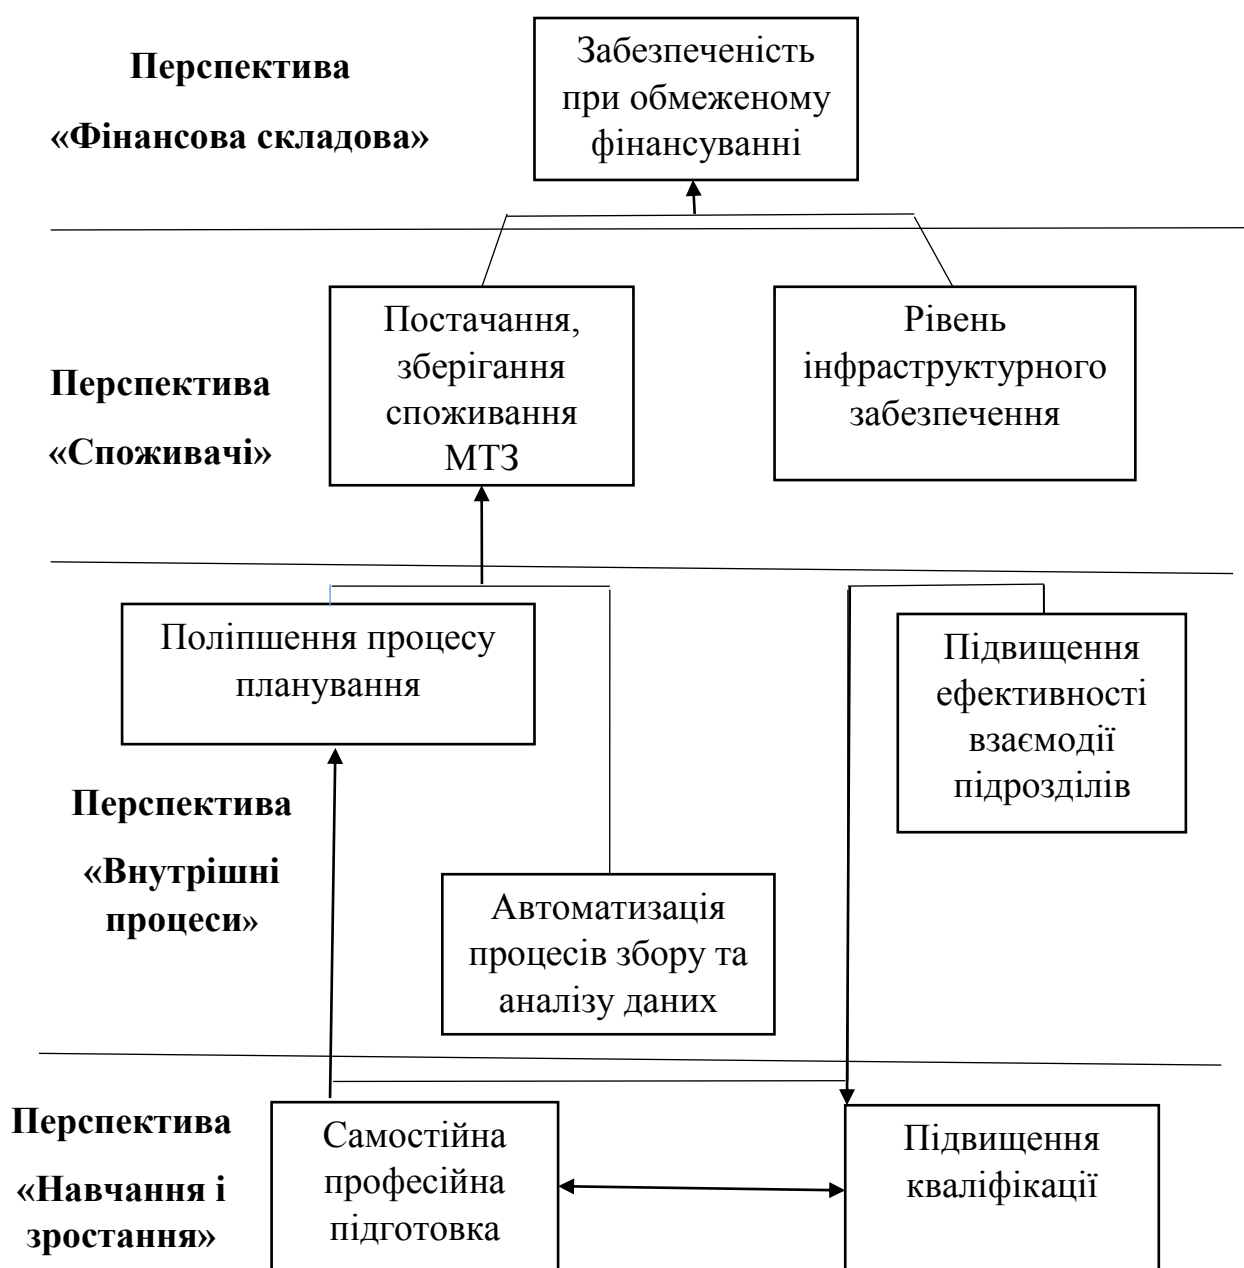 Перспектива
«Фінансова складова»
Забезпеченість
при обмеженому
фінансуванні
Перспектива
«Споживачі»
Постачання,
зберігання
споживання
МТЗ
Рівень
інфраструктурного
забезпечення
Поліпшення процесу
планування
Підвищення
ефективності
взаємодії
підрозділів
Перспектива
«Внутрішні
процеси»
Автоматизація
процесів збору та
аналізу даних
Перспектива
«Навчання і
зростання»
Самостійна
професійна
підготовка
Підвищення
кваліфікації